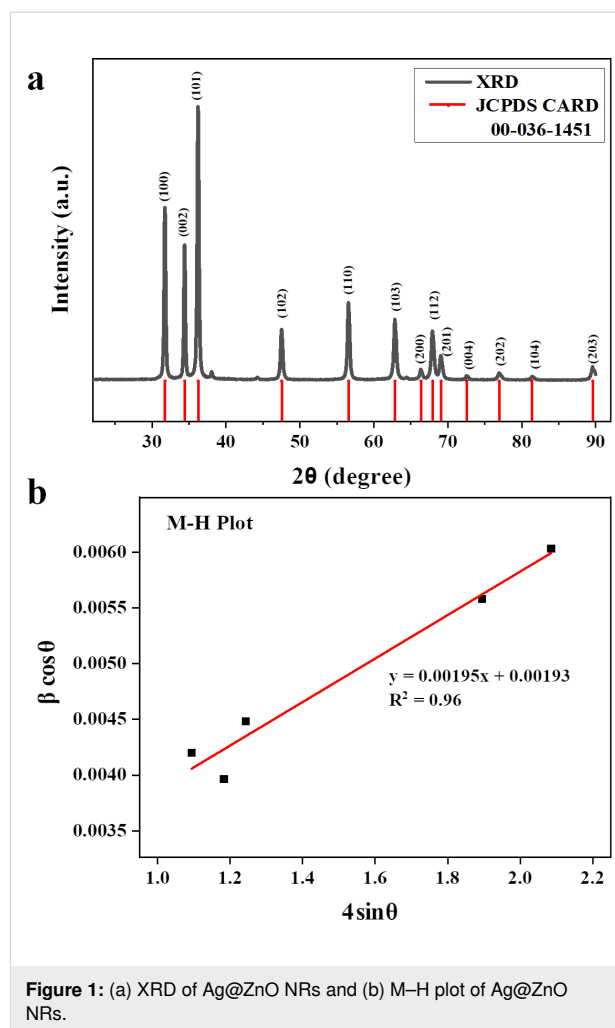 a
XRD
JCPDS CARD
00-036-1451
(100)
(002)
(101)
(102)
(110)
(103)
(200)
(112)
(201)
(004)
(202)
(104)
(203)
Intensity (a.u.)
30 40 50 60 70 80 90
2θ (degree)
b
M-H Plot
0.0060
0.0055
0.0050
0.0045
0.0040
0.0035
β cosθ
y = 0.00195x + 0.00193
R² = 0.96
1.0 1.2 1.4 1.6 1.8 2.0 2.2
4sinθ
Figure 1: (a) XRD of Ag@ZnO NRs and (b) M–H plot of Ag@ZnO
NRs.